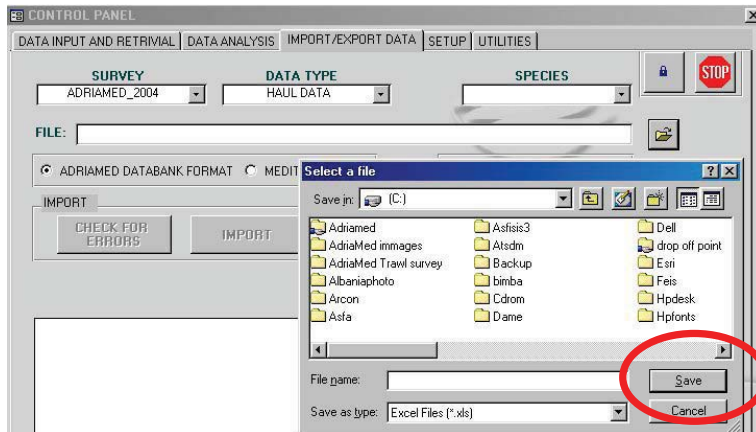 CONTROL PANEL
DATA INPUT AND RETRIVIAL DATA ANALYSIS IMPORT/EXPORT DATA SETUP UTILITIES
SURVEY DATA TYPE SPECIES
ADRIAMED_2004 HAUL DATA
STOP
FILE:
ADRIAMED DATABANK FORMAT MEDIT
IMPORT
CHECK FOR ERRORS IMPORT
Select a file
Save in: (C:)
Adriamed Asfisis3 Dell
AdriaMed immages Atsdm drop off point
AdriaMed Trawl survey Backup Esri
Albaniaphoto bimba Feis
Arcon Cdrom Hpdesk
Asfa Dame Hpfonts
File name: Save
Save as type: Excel Files (*.xls) Cancel